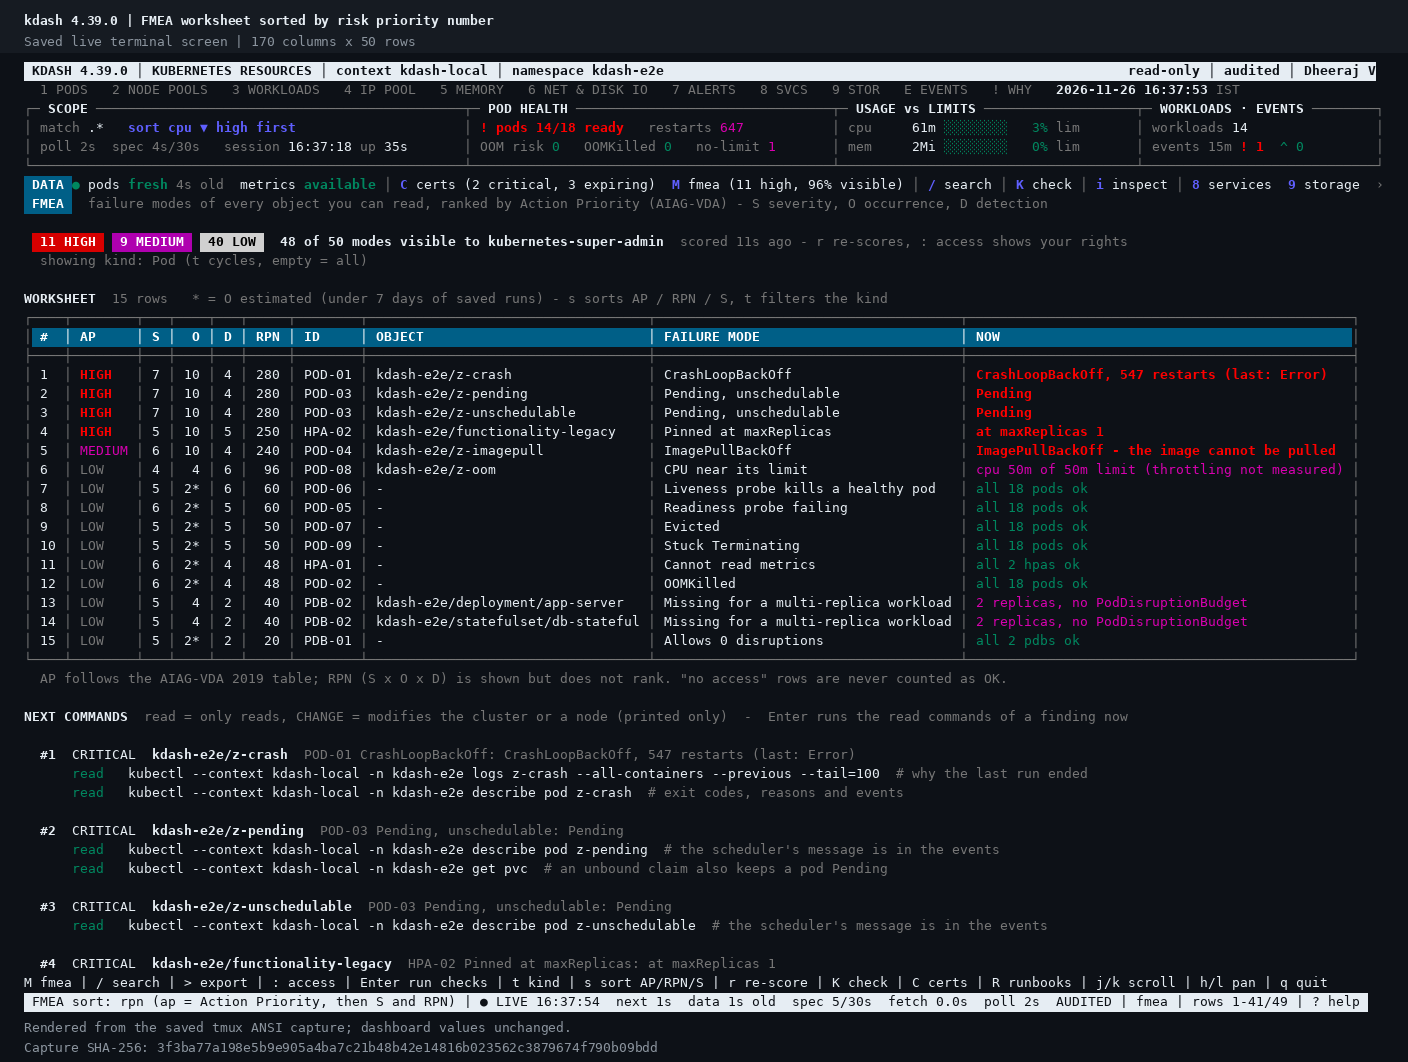 kdash 4.39.0 | FMEA worksheet sorted by risk priority number
Saved live terminal screen | 170 columns x 50 rows
KDASH 4.39.0 │ KUBERNETES RESOURCES │ context kdash-local │ namespace kdash-e2e read-only │ audited │ Dheeraj V
1 PODS 2 NODE POOLS 3 WORKLOADS 4 IP POOL 5 MEMORY 6 NET & DISK IO 7 ALERTS 8 SVCS 9 STOR E EVENTS ! WHY 2026-11-26 16:37:53 IST
SCOPE POD HEALTH USAGE vs LIMITS WORKLOADS · EVENTS
│ match .* sort cpu ▼ high first │ ! pods 14/18 ready restarts 647 │ cpu 61m ░░░░░░░░ 3% lim │ workloads 14 │
│ poll 2s spec 4s/30s session 16:37:18 up 35s │ OOM risk 0 OOMKilled 0 no-limit 1 │ mem 2Mi ░░░░░░░░ 0% lim │ events 15m ! 1 ^ 0 │
DATA ● pods fresh 4s old metrics available │ C certs (2 critical, 3 expiring) M fmea (11 high, 96% visible) │ / search │ K check │ i inspect │ 8 services 9 storage ›
FMEA failure modes of every object you can read, ranked by Action Priority (AIAG-VDA) - S severity, O occurrence, D detection
11 HIGH 9 MEDIUM 40 LOW 48 of 50 modes visible to kubernetes-super-admin scored 11s ago - r re-scores, : access shows your rights
showing kind: Pod (t cycles, empty = all)
WORKSHEET 15 rows * = O estimated (under 7 days of saved runs) - s sorts AP / RPN / S, t filters the kind
│ # │ AP │ S │ O │ D │ RPN │ ID │ OBJECT │ FAILURE MODE │ NOW │
│ 1 │ HIGH │ 7 │ 10 │ 4 │ 280 │ POD-01 │ kdash-e2e/z-crash │ CrashLoopBackOff │ CrashLoopBackOff, 547 restarts (last: Error) │
│ 2 │ HIGH │ 7 │ 10 │ 4 │ 280 │ POD-03 │ kdash-e2e/z-pending │ Pending, unschedulable │ Pending │
│ 3 │ HIGH │ 7 │ 10 │ 4 │ 280 │ POD-03 │ kdash-e2e/z-unschedulable │ Pending, unschedulable │ Pending │
│ 4 │ HIGH │ 5 │ 10 │ 5 │ 250 │ HPA-02 │ kdash-e2e/functionality-legacy │ Pinned at maxReplicas │ at maxReplicas 1 │
│ 5 │ MEDIUM │ 6 │ 10 │ 4 │ 240 │ POD-04 │ kdash-e2e/z-imagepull │ ImagePullBackOff │ ImagePullBackOff - the image cannot be pulled │
│ 6 │ LOW │ 4 │ 4 │ 6 │ 96 │ POD-08 │ kdash-e2e/z-oom │ CPU near its limit │ cpu 50m of 50m limit (throttling not measured) │
│ 7 │ LOW │ 5 │ 2* │ 6 │ 60 │ POD-06 │ - │ Liveness probe kills a healthy pod │ all 18 pods ok │
│ 8 │ LOW │ 6 │ 2* │ 5 │ 60 │ POD-05 │ - │ Readiness probe failing │ all 18 pods ok │
│ 9 │ LOW │ 5 │ 2* │ 5 │ 50 │ POD-07 │ - │ Evicted │ all 18 pods ok │
│ 10 │ LOW │ 5 │ 2* │ 5 │ 50 │ POD-09 │ - │ Stuck Terminating │ all 18 pods ok │
│ 11 │ LOW │ 6 │ 2* │ 4 │ 48 │ HPA-01 │ - │ Cannot read metrics │ all 2 hpas ok │
│ 12 │ LOW │ 6 │ 2* │ 4 │ 48 │ POD-02 │ - │ OOMKilled │ all 18 pods ok │
│ 13 │ LOW │ 5 │ 4 │ 2 │ 40 │ PDB-02 │ kdash-e2e/deployment/app-server │ Missing for a multi-replica workload │ 2 replicas, no PodDisruptionBudget │
│ 14 │ LOW │ 5 │ 4 │ 2 │ 40 │ PDB-02 │ kdash-e2e/statefulset/db-stateful │ Missing for a multi-replica workload │ 2 replicas, no PodDisruptionBudget │
│ 15 │ LOW │ 5 │ 2* │ 2 │ 20 │ PDB-01 │ - │ Allows 0 disruptions │ all 2 pdbs ok │
AP follows the AIAG-VDA 2019 table; RPN (S x O x D) is shown but does not rank. "no access" rows are never counted as OK.
NEXT COMMANDS read = only reads, CHANGE = modifies the cluster or a node (printed only) - Enter runs the read commands of a finding now
#1 CRITICAL kdash-e2e/z-crash POD-01 CrashLoopBackOff: CrashLoopBackOff, 547 restarts (last: Error)
read kubectl --context kdash-local -n kdash-e2e logs z-crash --all-containers --previous --tail=100 # why the last run ended
read kubectl --context kdash-local -n kdash-e2e describe pod z-crash # exit codes, reasons and events
#2 CRITICAL kdash-e2e/z-pending POD-03 Pending, unschedulable: Pending
read kubectl --context kdash-local -n kdash-e2e describe pod z-pending # the scheduler's message is in the events
read kubectl --context kdash-local -n kdash-e2e get pvc # an unbound claim also keeps a pod Pending
#3 CRITICAL kdash-e2e/z-unschedulable POD-03 Pending, unschedulable: Pending
read kubectl --context kdash-local -n kdash-e2e describe pod z-unschedulable # the scheduler's message is in the events
#4 CRITICAL kdash-e2e/functionality-legacy HPA-02 Pinned at maxReplicas: at maxReplicas 1
M fmea | / search | > export | : access | Enter run checks | t kind | s sort AP/RPN/S | r re-score | K check | C certs | R runbooks | j/k scroll | h/l pan | q quit
FMEA sort: rpn (ap = Action Priority, then S and RPN) | ● LIVE 16:37:54 next 1s data 1s old spec 5/30s fetch 0.0s poll 2s AUDITED | fmea | rows 1-41/49 | ? help
Rendered from the saved tmux ANSI capture; dashboard values unchanged.
Capture SHA-256: 3f3ba77a198e5b9e905a4ba7c21b48b42e14816b023562c3879674f790b09bdd